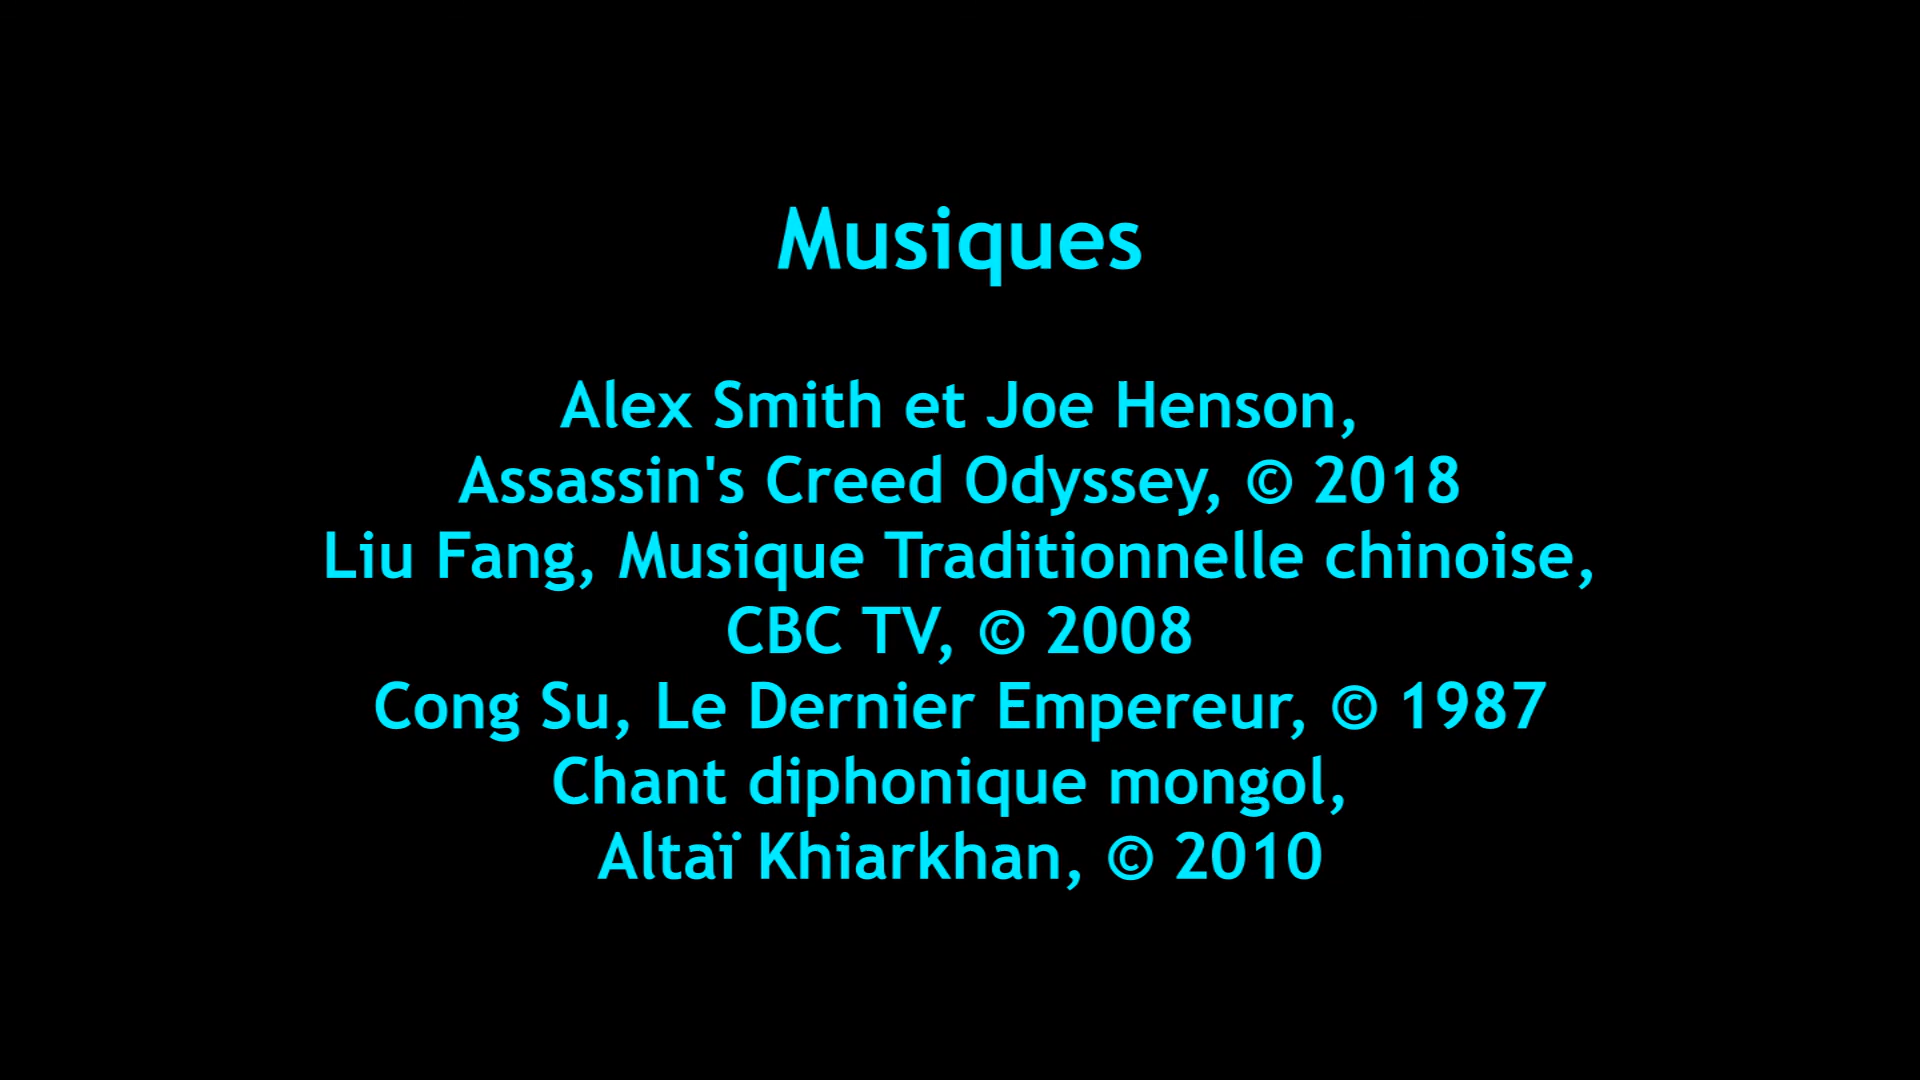 Musiques
Alex Smith et Joe Henson,
Assassin's Creed Odyssey, © 2018
Liu Fang, Musique Traditionnelle chinoise,
CBC TV, © 2008
Cong Su, Le Dernier Empereur, © 1987
Chant diphonique mongol,
Altaï Khiarkhan, © 2010